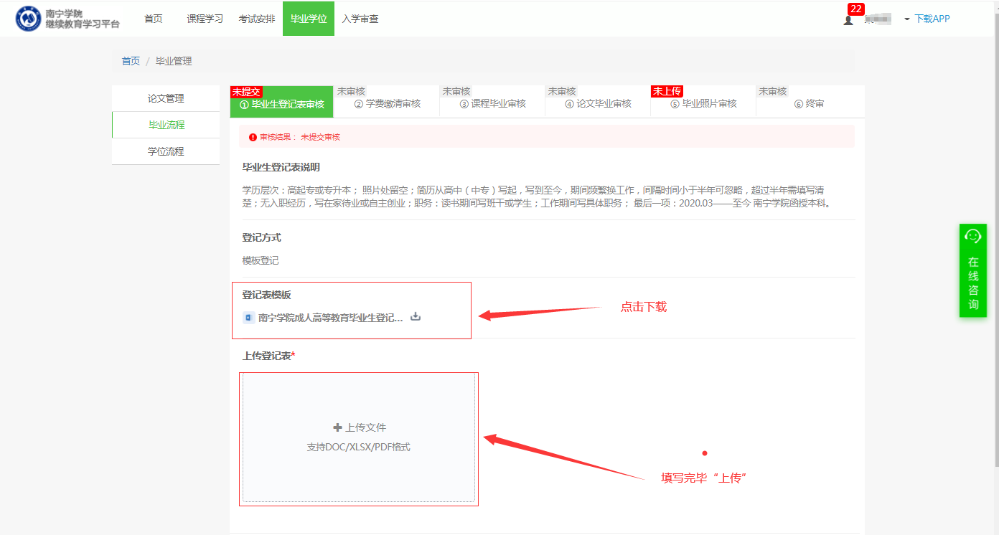 南宁学院
继续教育学习平台
首页
课程学习
考试安排
毕业学位
入学审查
22
下载APP
首页 / 毕业管理
论文管理
毕业流程
学位流程
未提交
① 毕业生登记表审核
未审核
② 学费缴清审核
未审核
③ 课程毕业审核
未审核
④ 论文毕业审核
未上传
⑤ 毕业照片审核
未审核
⑥ 终审
审核结果： 未提交审核
毕业生登记表说明
学历层次：高起专或专升本； 照片处留空；简历从高中（中专）写起，写到至今，期间频繁换工作，间隔时间小于半年可忽略，超过半年需填写清
楚；无入职经历，写在家待业或自主创业；职务：读书期间写班干或学生；工作期间写具体职务； 最后一项：2020.03——至今 南宁学院函授本科。
登记方式
模板登记
登记表模板
南宁学院成人高等教育毕业生登记...
点击下载
上传登记表*
上传文件
支持DOC/XLSX/PDF格式
填写完毕“上传”
在线咨询